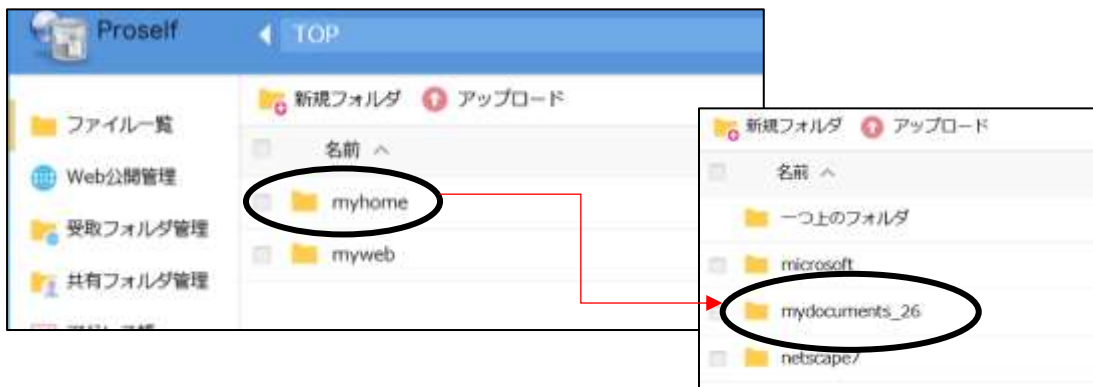 Proself
TOP
新規フォルダ アップロード
ファイル一覧
名前
Web公開管理
myhome
受取フォルダ管理
myweb
共有フォルダ管理
新規フォルダ アップロード
名前
一つ上のフォルダ
microsoft
mydocuments_26
netscape7